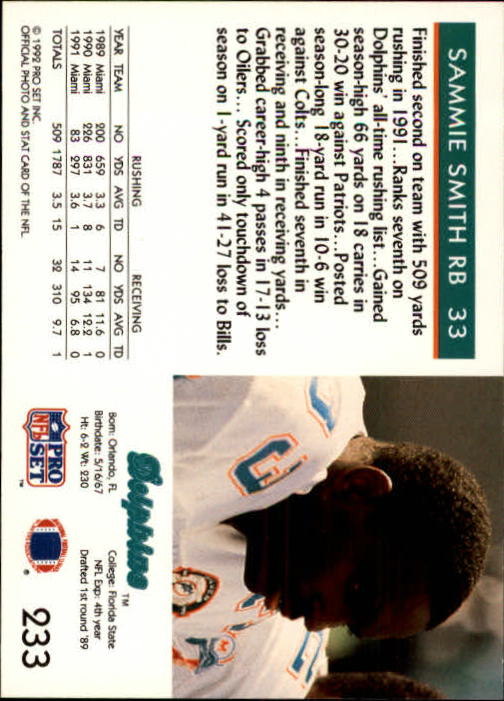 SAMMIE SMITH RB 33
Finished second on team with 509 yards
rushing in 1991...Ranks seventh on
Dolphins' all-time rushing list...Gained
season-high 66 yards on 18 carries in
30-20 win against Patriots...Posted
season-long 18-yard run in 10-6 win
against Colts...Finished seventh in
receiving and ninth in receiving yards...
Grabbed career-high 4 passes in 17-13 loss
to Oilers... Scored only touchdown of
season on 1-yard run in 41-27 loss to Bills.
RUSHING RECEIVING
YEAR TEAM NO YDS AVG TD NO YDS AVG TD
1989 Miami 200 659 3.3 6 7 81 11.6 0
1990 Miami 226 831 3.7 8 11 134 12.2 1
1991 Miami 83 297 3.6 1 14 95 6.8 0
TOTALS 509 1787 3.5 15 32 310 9.7 1
© 1992 PRO SET INC.
OFFICIAL PHOTO AND STAT CARD OF THE NFL
Dolphins™
Born: Orlando, FL
Birthdate: 5/16/67
Ht: 6-2 Wt: 230
College: Florida State
NFL Exp: 4th year
Drafted 1st round '89
PRO
NFL SET
™
®
233